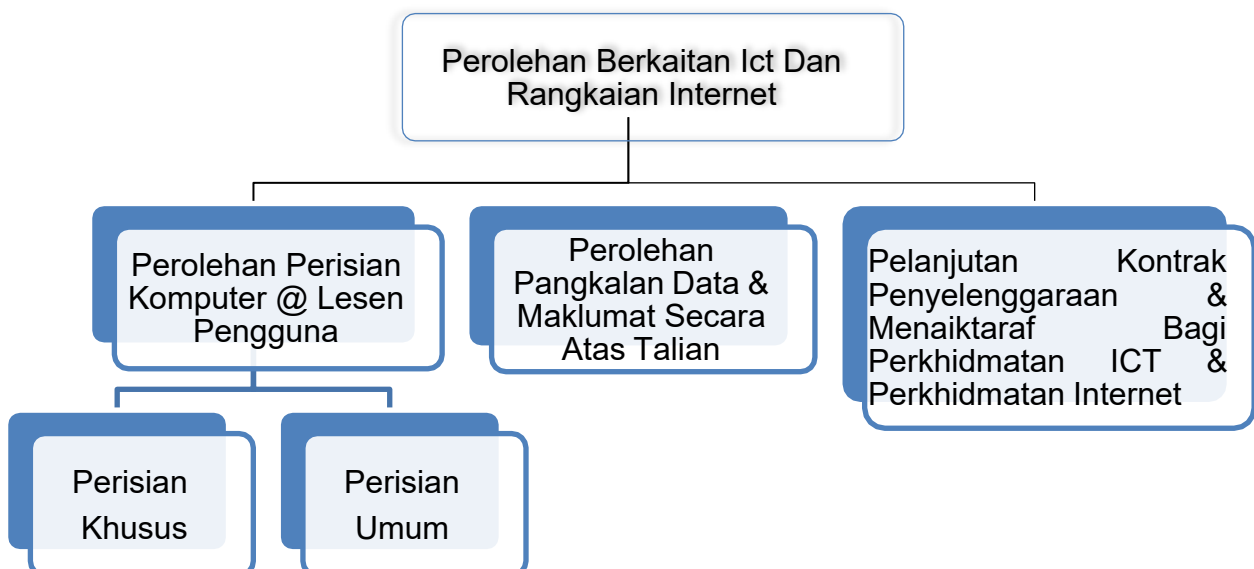 Perolehan Berkaitan Ict Dan
Rangkaian Internet
Perolehan Perisian
Komputer @ Lesen
Pengguna
Perolehan
Pangkalan Data &
Maklumat Secara
Atas Talian
Pelanjutan Kontrak
Penyelenggaraan &
Menaiktaraf Bagi
Perkhidmatan ICT &
Perkhidmatan Internet
Perisian
Khusus
Perisian
Umum